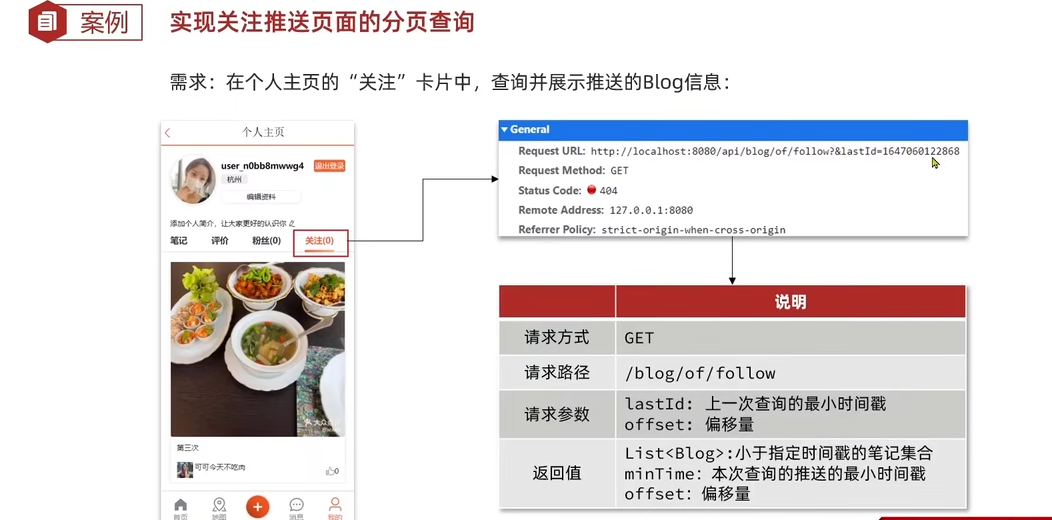 案例
实现关注推送页面的分页查询
需求：在个人主页的“关注”卡片中，查询并展示推送的Blog信息：
个人主页
user_n0bb8mwwg4
退出登录
杭州
编辑资料
添加个人简介，让大家更好的认识你
笔记 评价 粉丝(0) 关注(0)
第三次
可可今天不吃肉
0
首页 地图 消息 我的
General
Request URL: http://localhost:8080/api/blog/of/follow?&lastId=1647060122868
Request Method: GET
Status Code: 404
Remote Address: 127.0.0.1:8080
Referrer Policy: strict-origin-when-cross-origin
说明
请求方式 GET
请求路径 /blog/of/follow
请求参数
lastId: 上一次查询的最小时间戳
offset: 偏移量
返回值
List<Blog>:小于指定时间戳的笔记集合
minTime: 本次查询的推送的最小时间戳
offset: 偏移量